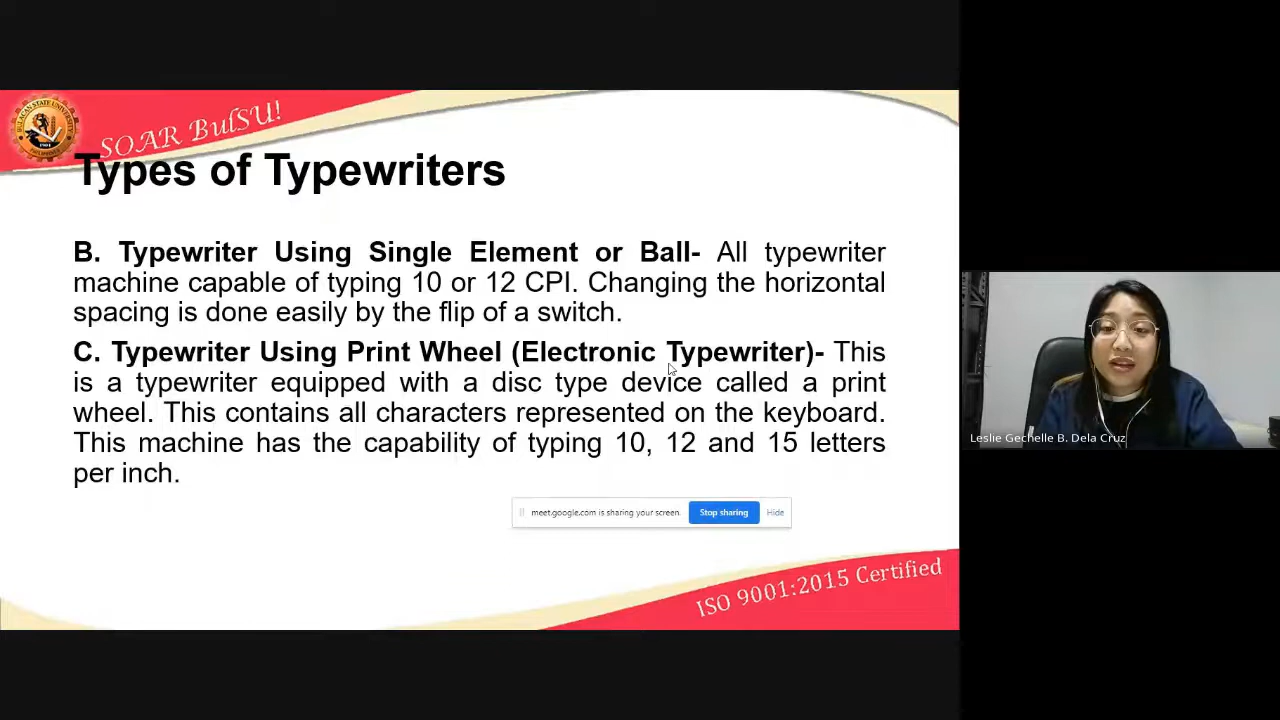 SOAR BulSU!
Types of Typewriters
B. Typewriter Using Single Element or Ball- All typewriter
machine capable of typing 10 or 12 CPI. Changing the horizontal
spacing is done easily by the flip of a switch.
C. Typewriter Using Print Wheel (Electronic Typewriter)- This
is a typewriter equipped with a disc type device called a print
wheel. This contains all characters represented on the keyboard.
This machine has the capability of typing 10, 12 and 15 letters
per inch.
meet.google.com is sharing your screen.
Stop sharing
Hide
ISO 9001:2015 Certified
Leslie Gechelle B. Dela Cruz